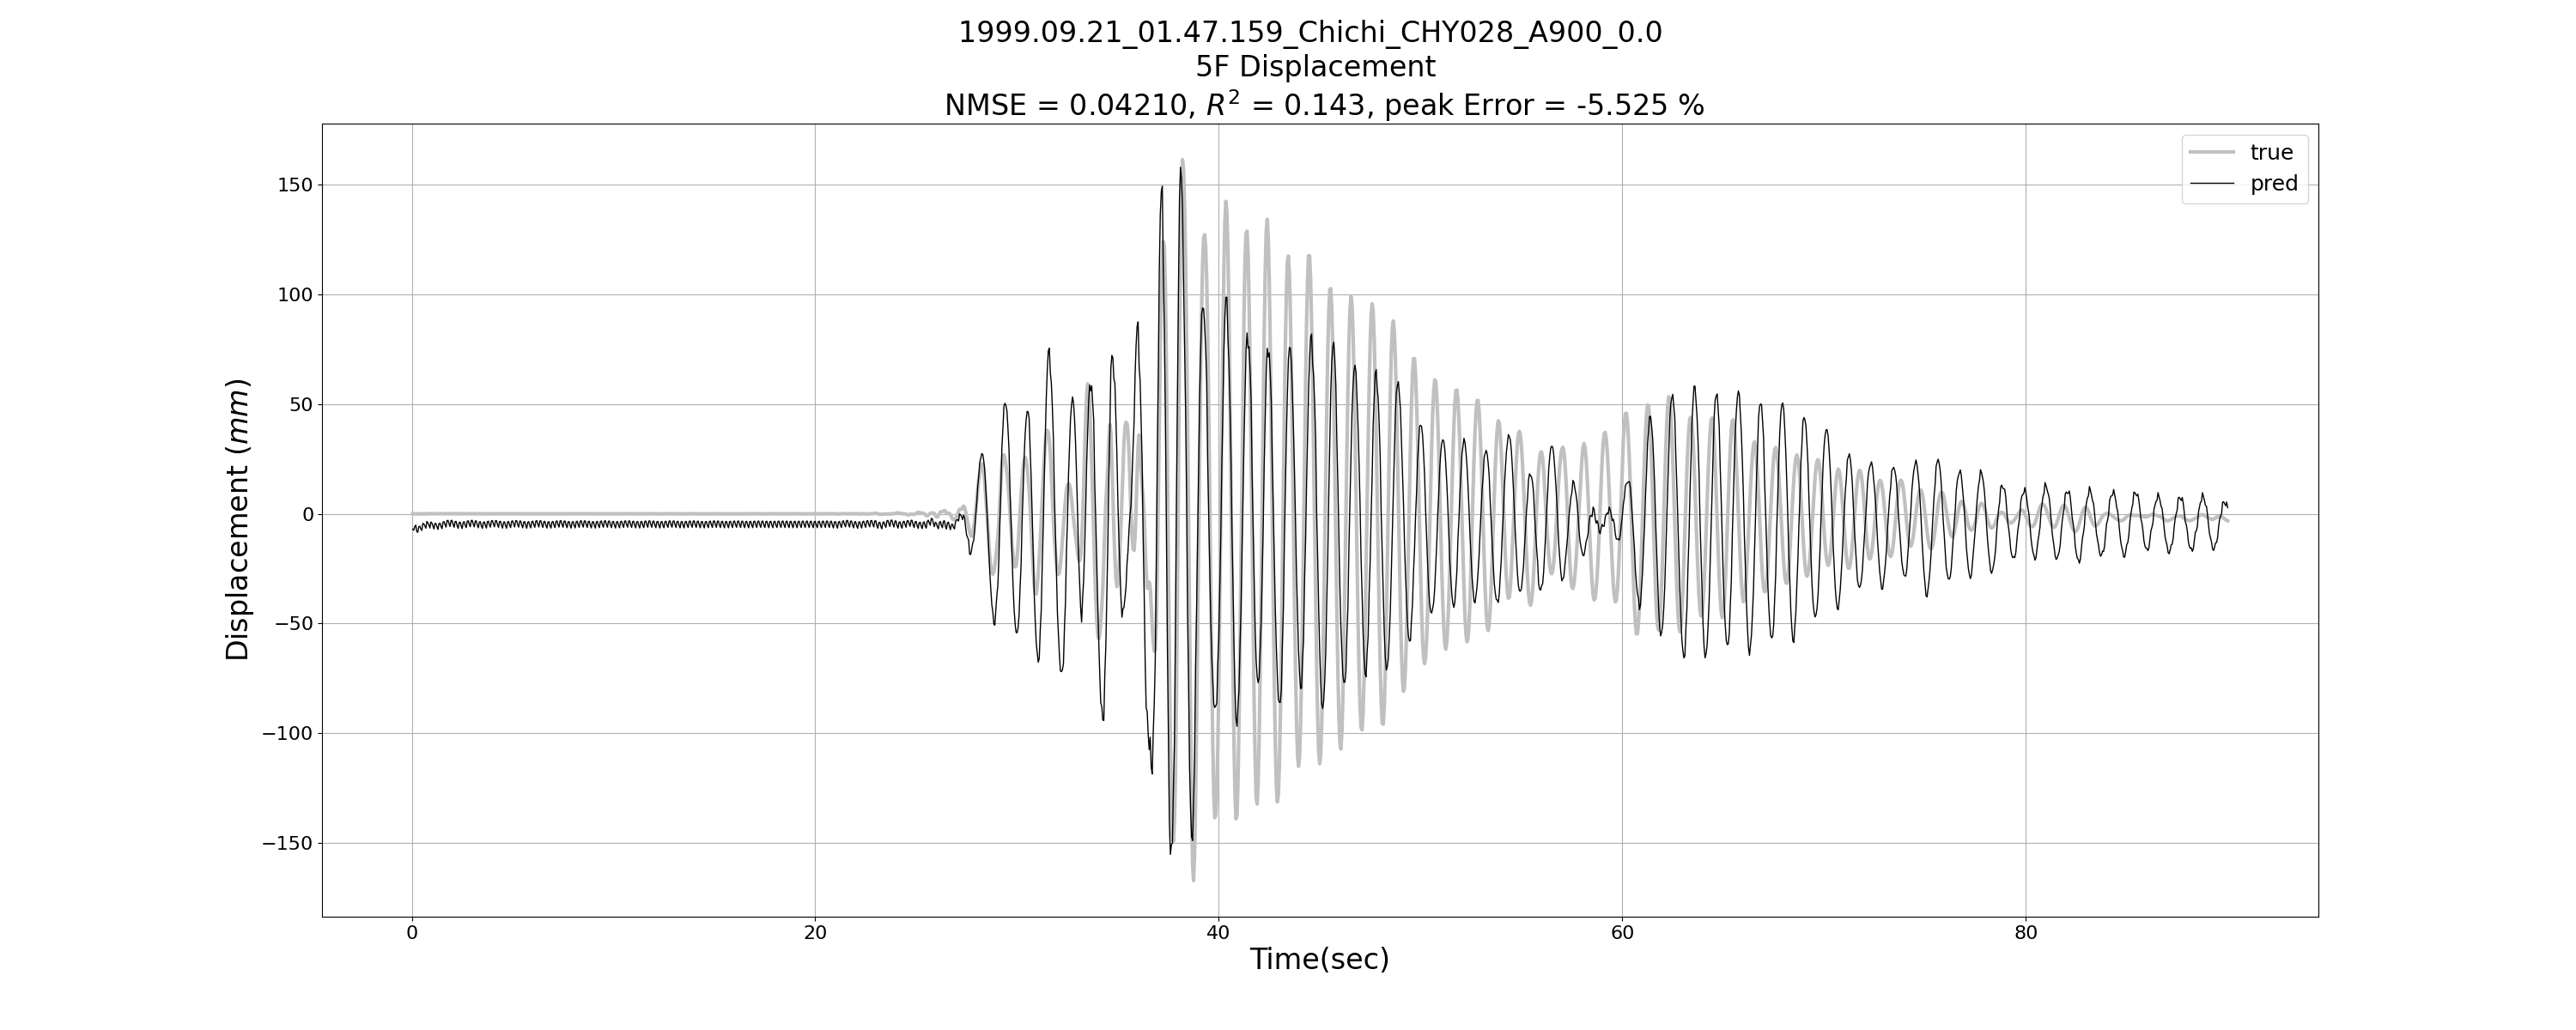 1999.09.21_01.47.159_Chichi_CHY028_A900_0.0
5F Displacement
NMSE = 0.04210, R² = 0.143, peak Error = -5.525 %
true
pred
150
100
50
0
−50
−100
−150
Displacement (mm)
0 20 40 60 80
Time(sec)